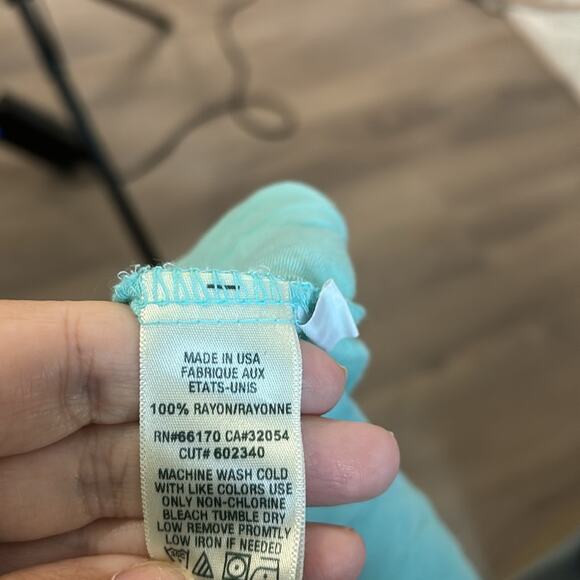 MADE IN USA
FABRIQUE AUX
ETATS-UNIS
100% RAYON/RAYONNE
RN#66170 CA#32054
CUT# 602340
MACHINE WASH COLD
WITH LIKE COLORS USE
ONLY NON-CHLORINE
BLEACH TUMBLE DRY
LOW REMOVE PROMTLY
LOW IRON IF NEEDED